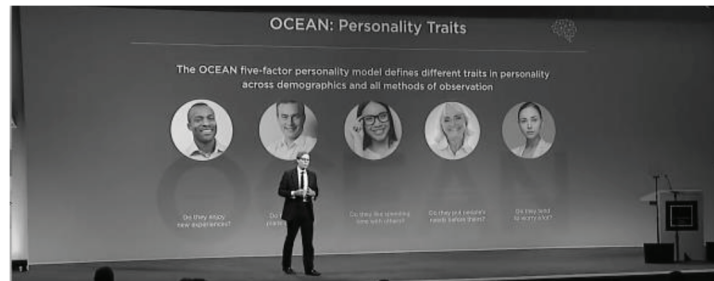 OCEAN: Personality Traits
The OCEAN five-factor personality model defines different traits in personality
across demographics and all methods of observation
OCEAN
Do they enjoy
new experiences?
Do
Do they like spending
time with others?
Do they put people's
needs before theirs?
Do they tend
to worry a lot?